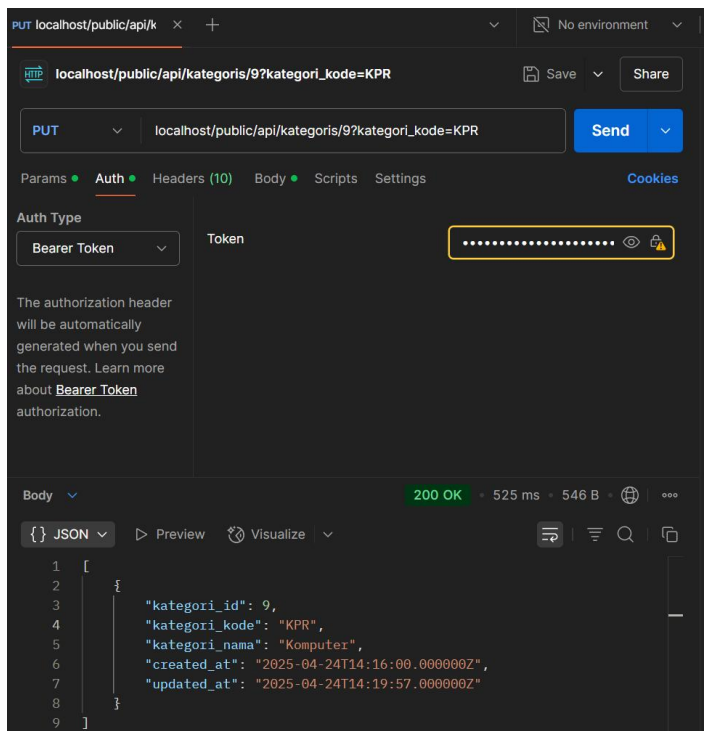 PUT localhost/public/api/k
No environment
HTTP localhost/public/api/kategoris/9?kategori_kode=KPR
Save
Share
PUT
localhost/public/api/kategoris/9?kategori_kode=KPR
Send
Params Auth Headers (10) Body Scripts Settings Cookies
Auth Type
Bearer Token
Token
••••••••••••••••••••••
The authorization header
will be automatically
generated when you send
the request. Learn more
about Bearer Token
authorization.
Body
200 OK • 525 ms • 546 B
{} JSON
Preview
Visualize
1 [
2 {
3 "kategori_id": 9,
4 "kategori_kode": "KPR",
5 "kategori_nama": "Komputer",
6 "created_at": "2025-04-24T14:16:00.000000Z",
7 "updated_at": "2025-04-24T14:19:57.000000Z"
8 }
9 ]